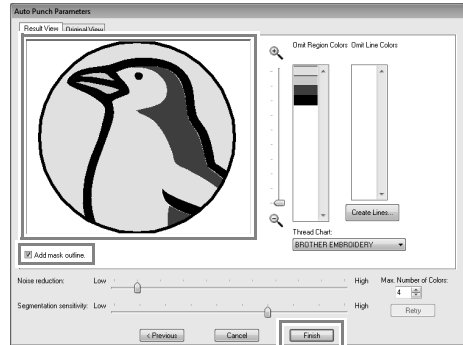 Auto Punch Parameters
Result View Original View
Omit Region Colors Omit Line Colors
Create Lines...
Thread Chart:
BROTHER EMBROIDERY
Add mask outline.
Noise reduction: Low High Max. Number of Colors:
4
Segmentation sensitivity: Low High
Retry
< Previous Cancel Finish